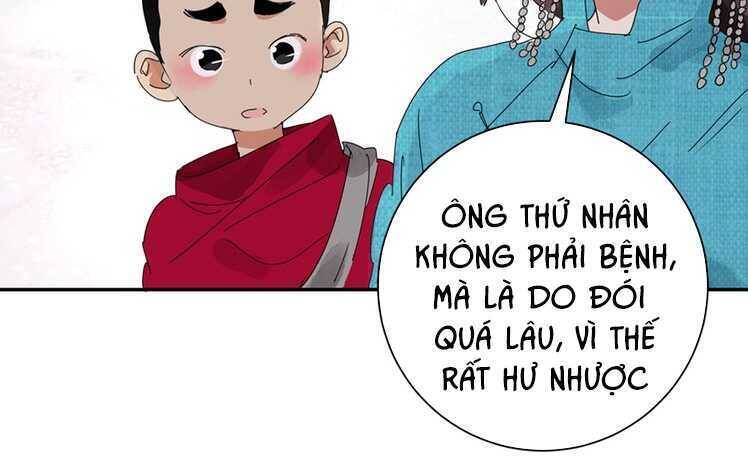 ÔNG THỨ NHÂN
KHÔNG PHẢI BỆNH,
MÀ LÀ DO ĐÓI
QUÁ LÂU, VÌ THẾ
RẤT HƯ NHƯỢC